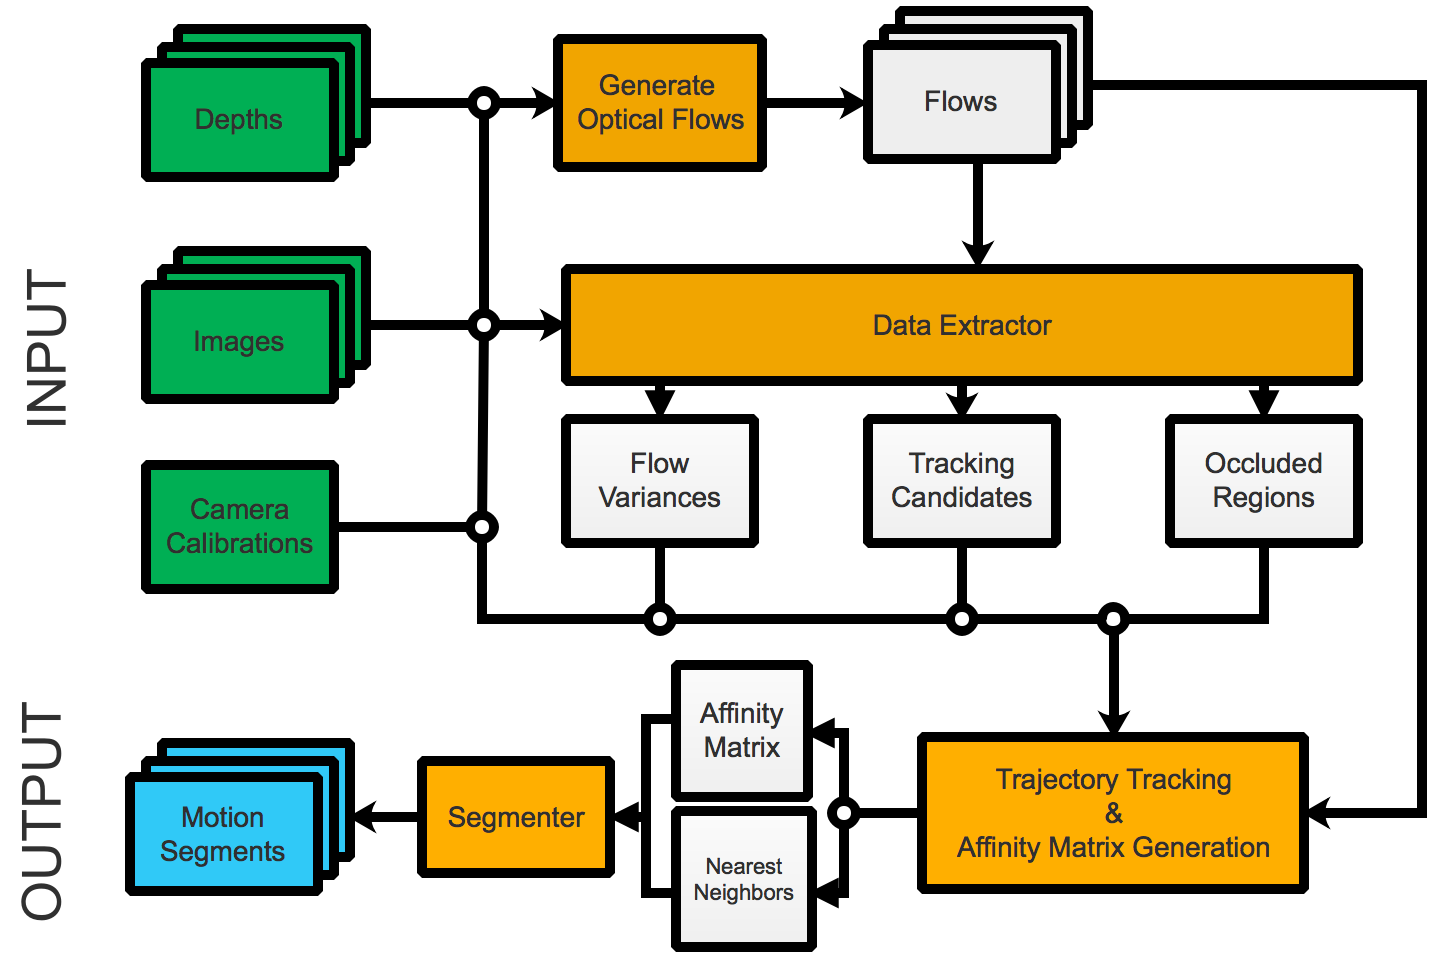 INPUT
Depths
Generate
Optical Flows
Flows
Images
Data Extractor
Camera
Calibrations
Flow
Variances
Tracking
Candidates
Occluded
Regions
OUTPUT
Motion
Segments
Segmenter
Affinity
Matrix
Nearest
Neighbors
Trajectory Tracking
&
Affinity Matrix Generation